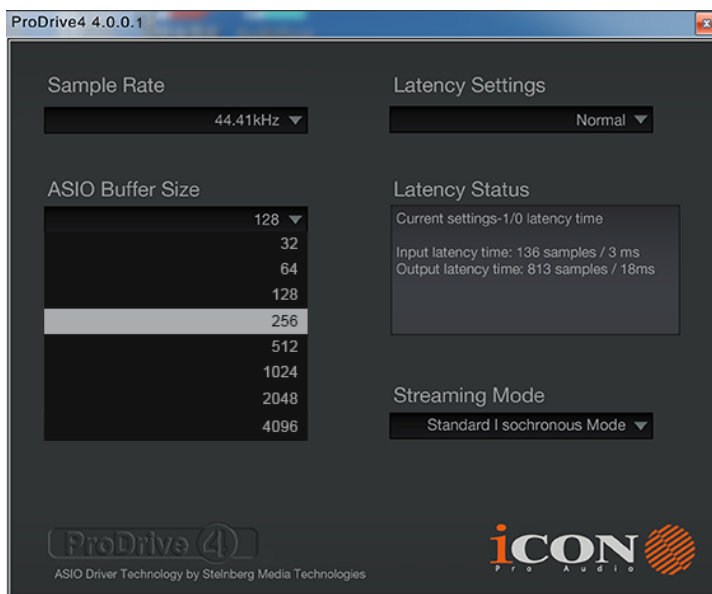 ProDrive4 4.0.0.1
Sample Rate
44.41kHz
Latency Settings
Normal
ASIO Buffer Size
128
32
64
128
256
512
1024
2048
4096
Latency Status
Current settings-1/0 latency time
Input latency time: 136 samples / 3 ms
Output latency time: 813 samples / 18ms
Streaming Mode
Standard I sochronous Mode
ProDrive 4
ASIO Driver Technology by Stelnberg Media Technologies
iCON
Pro Audio